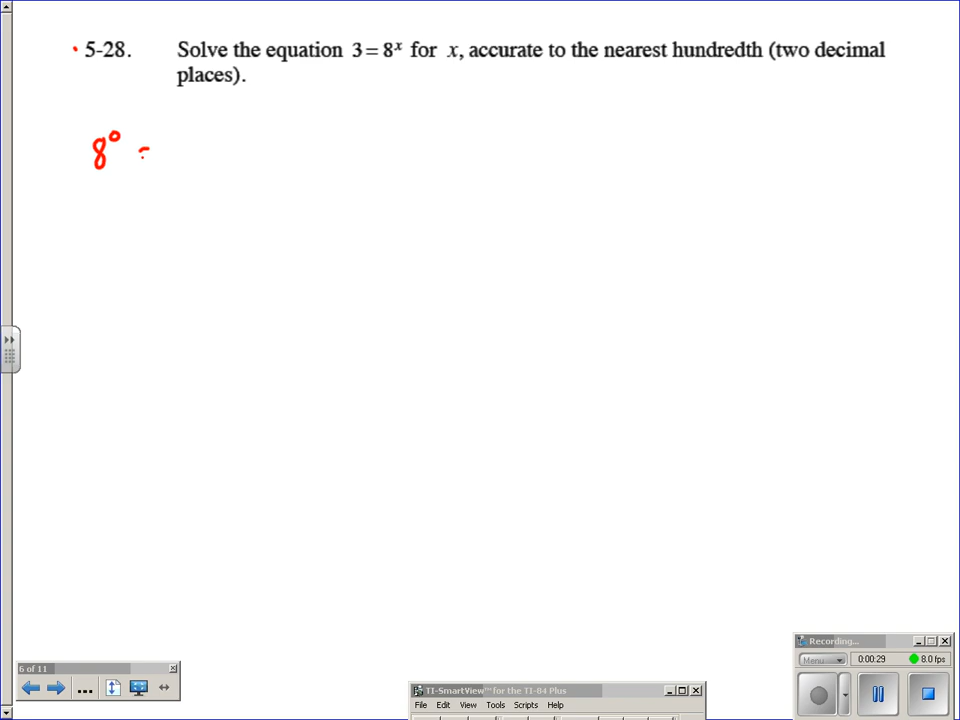 5-28. Solve the equation 3 = 8ˣ for x, accurate to the nearest hundredth (two decimal
places).
8⁰ =
Recording...
Menu 0:00:29 8.0 fps
6 of 11
...
TI-SmartView™ for the TI-84 Plus
File Edit View Tools Scripts Help